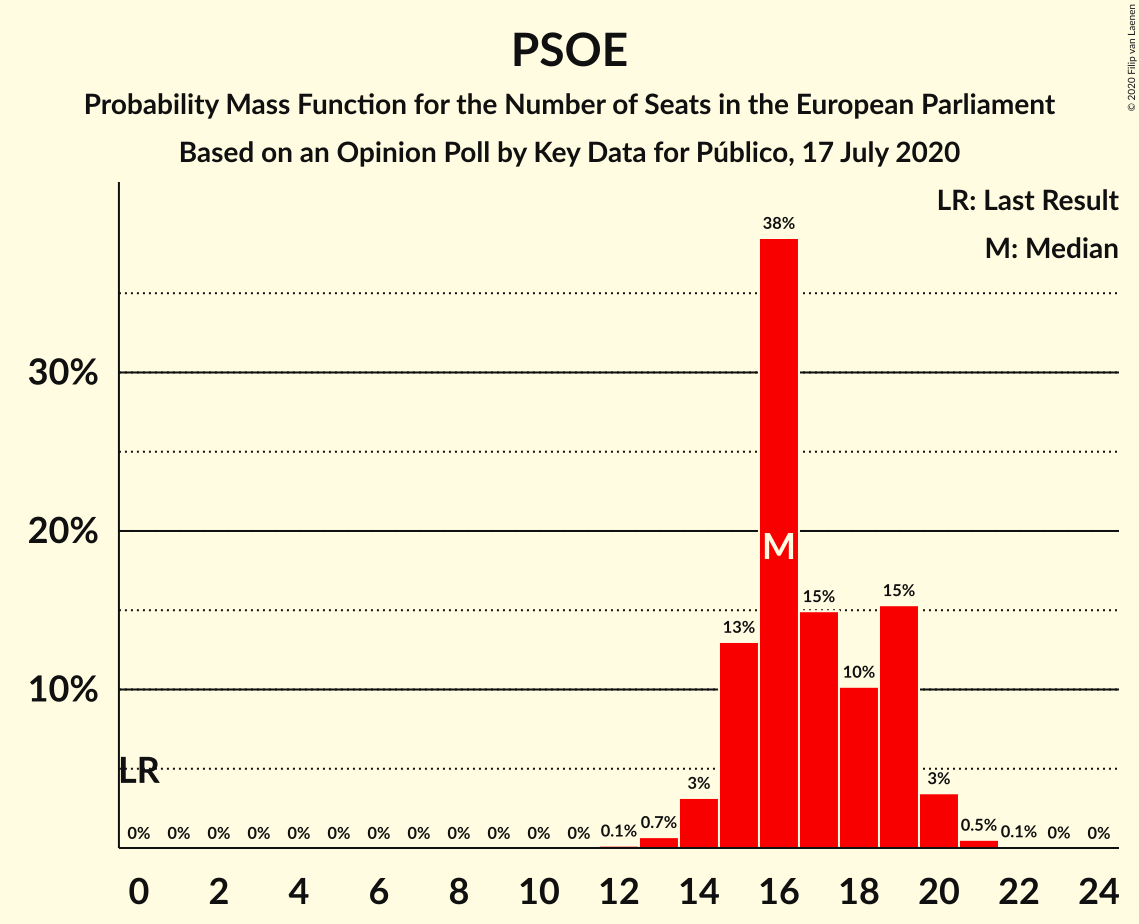 PSOE
Probability Mass Function for the Number of Seats in the European Parliament
Based on an Opinion Poll by Key Data for Público, 17 July 2020
© 2020 Filip van Laenen
LR: Last Result
M: Median
38%
30%
20%
M
15%
15%
13%
10%
10%
LR
3%
3%
0% 0% 0% 0% 0% 0% 0% 0% 0% 0% 0% 0% 0.1% 0.7% 0.5% 0.1% 0% 0%
0 2 4 6 8 10 12 14 16 18 20 22 24